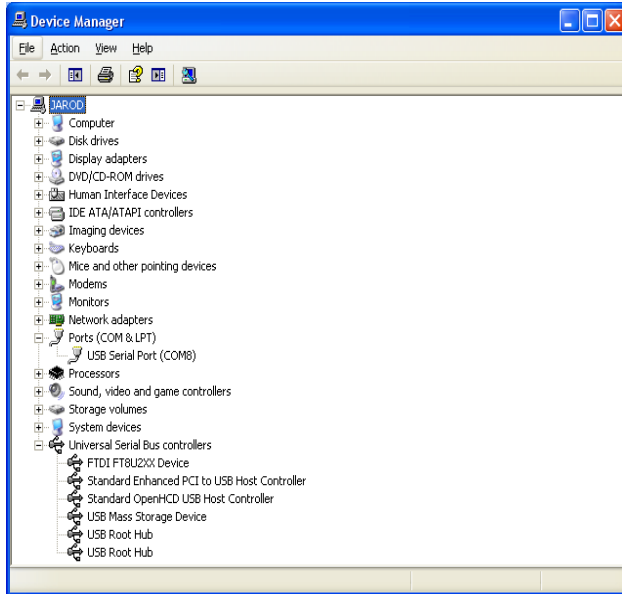 Device Manager
File Action View Help
JAROD
Computer
Disk drives
Display adapters
DVD/CD-ROM drives
Human Interface Devices
IDE ATA/ATAPI controllers
Imaging devices
Keyboards
Mice and other pointing devices
Modems
Monitors
Network adapters
Ports (COM & LPT)
USB Serial Port (COM8)
Processors
Sound, video and game controllers
Storage volumes
System devices
Universal Serial Bus controllers
FTDI FT8U2XX Device
Standard Enhanced PCI to USB Host Controller
Standard OpenHCD USB Host Controller
USB Mass Storage Device
USB Root Hub
USB Root Hub